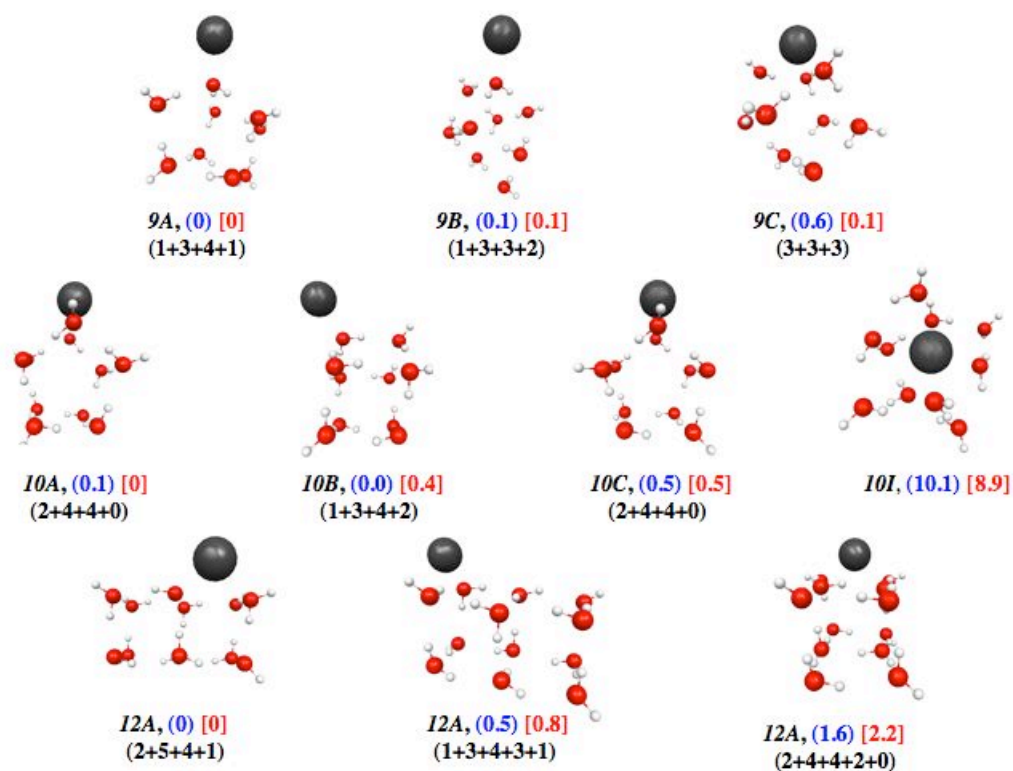 9A, (0) [0]
(1+3+4+1)
9B, (0.1) [0.1]
(1+3+3+2)
9C, (0.6) [0.1]
(3+3+3)
10A, (0.1) [0]
(2+4+4+0)
10B, (0.0) [0.4]
(1+3+4+2)
10C, (0.5) [0.5]
(2+4+4+0)
10I, (10.1) [8.9]
12A, (0) [0]
(2+5+4+1)
12A, (0.5) [0.8]
(1+3+4+3+1)
12A, (1.6) [2.2]
(2+4+4+2+0)